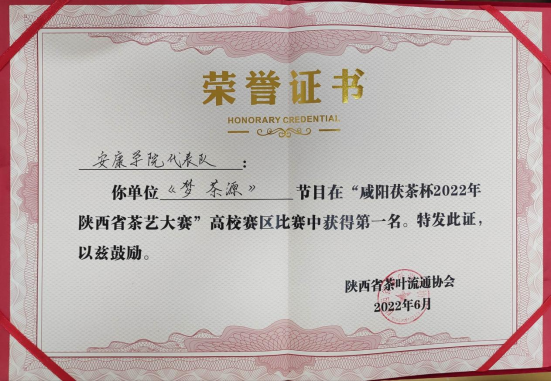 荣誉证书
HONORARY CREDENTIAL
安康学院代表队：
你单位《梦茶源》节目在“咸阳茯茶杯2022年
陕西省茶艺大赛”高校赛区比赛中获得第一名。特发此证，
以兹鼓励。
陕西省茶叶流通协会
2022年6月